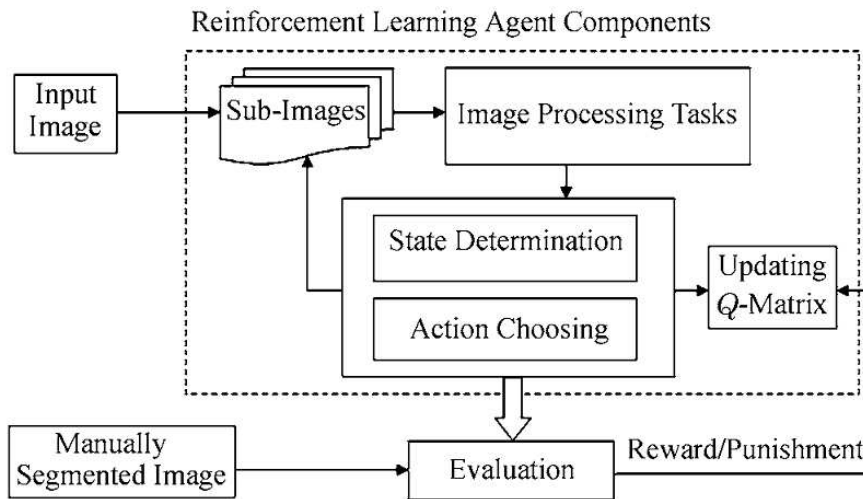 Reinforcement Learning Agent Components
Input
Image
Sub-Images
Image Processing Tasks
State Determination
Action Choosing
Updating
Q-Matrix
Manually
Segmented Image
Evaluation
Reward/Punishment